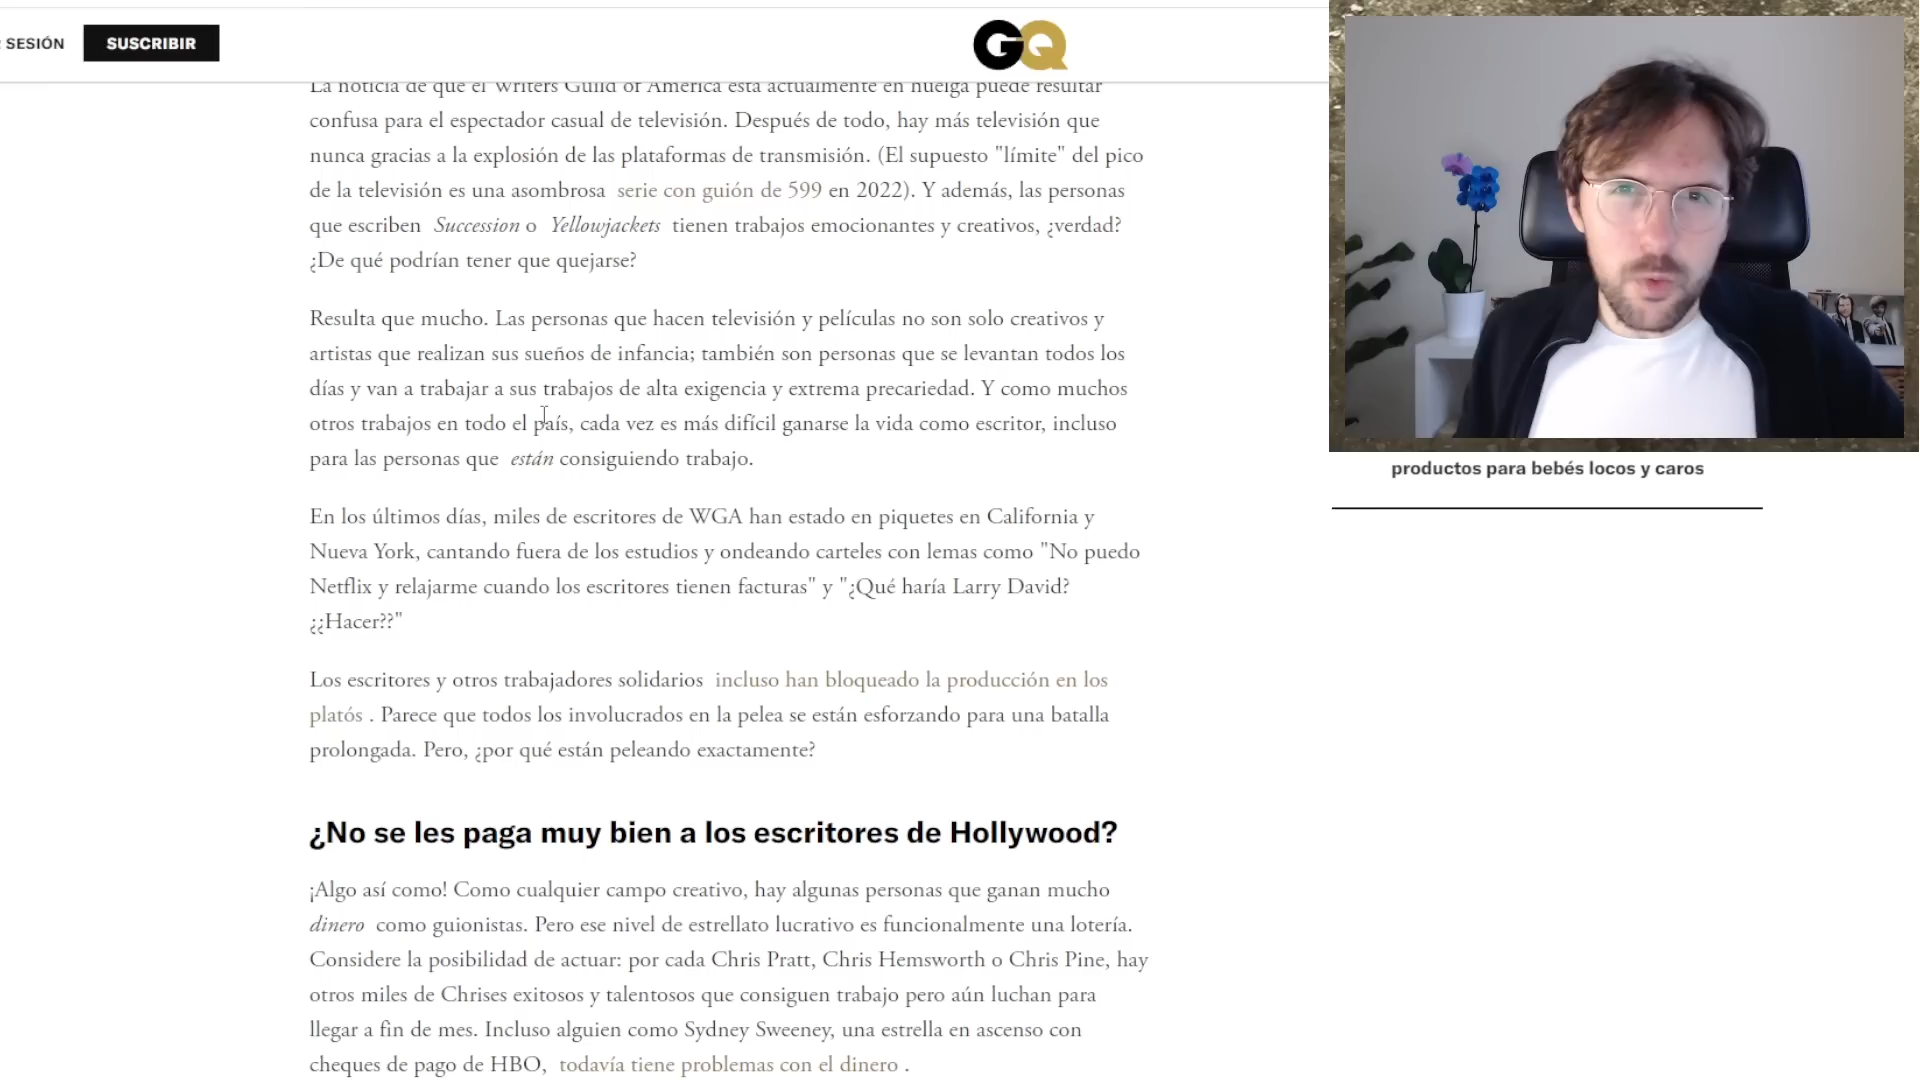 SESIÓN
SUSCRIBIR
GQ
La noticia de que el Writers Guild of America está actualmente en huelga puede resultar
confusa para el espectador casual de televisión. Después de todo, hay más televisión que
nunca gracias a la explosión de las plataformas de transmisión. (El supuesto "límite" del pico
de la televisión es una asombrosa serie con guión de 599 en 2022). Y además, las personas
que escriben Succession o Yellowjackets tienen trabajos emocionantes y creativos, ¿verdad?
¿De qué podrían tener que quejarse?
Resulta que mucho. Las personas que hacen televisión y películas no son solo creativos y
artistas que realizan sus sueños de infancia; también son personas que se levantan todos los
días y van a trabajar a sus trabajos de alta exigencia y extrema precariedad. Y como muchos
otros trabajos en todo el país, cada vez es más difícil ganarse la vida como escritor, incluso
para las personas que están consiguiendo trabajo.
En los últimos días, miles de escritores de WGA han estado en piquetes en California y
Nueva York, cantando fuera de los estudios y ondeando carteles con lemas como "No puedo
Netflix y relajarme cuando los escritores tienen facturas" y "¿Qué haría Larry David?
¿¿Hacer??"
Los escritores y otros trabajadores solidarios incluso han bloqueado la producción en los
platós . Parece que todos los involucrados en la pelea se están esforzando para una batalla
prolongada. Pero, ¿por qué están peleando exactamente?
¿No se les paga muy bien a los escritores de Hollywood?
¡Algo así como! Como cualquier campo creativo, hay algunas personas que ganan mucho
dinero como guionistas. Pero ese nivel de estrellato lucrativo es funcionalmente una lotería.
Considere la posibilidad de actuar: por cada Chris Pratt, Chris Hemsworth o Chris Pine, hay
otros miles de Chrises exitosos y talentosos que consiguen trabajo pero aún luchan para
llegar a fin de mes. Incluso alguien como Sydney Sweeney, una estrella en ascenso con
cheques de pago de HBO, todavía tiene problemas con el dinero .
productos para bebés locos y caros